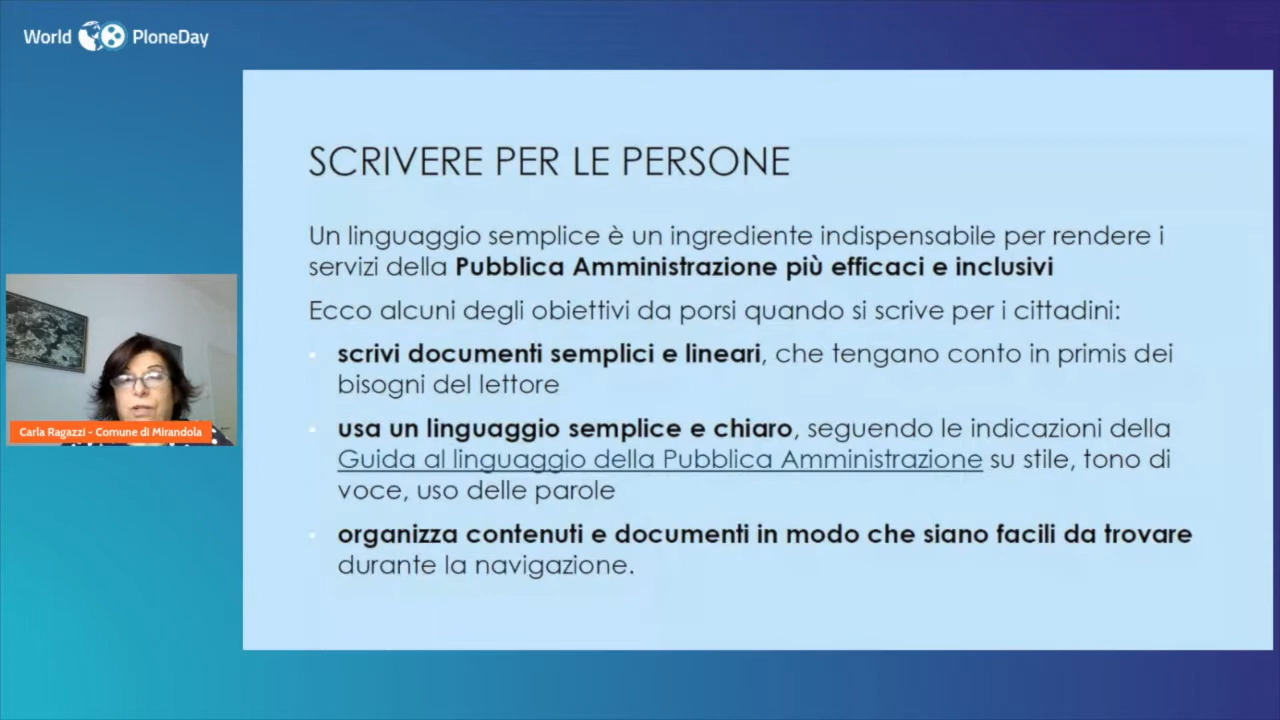 World PloneDay
SCRIVERE PER LE PERSONE
Un linguaggio semplice è un ingrediente indispensabile per rendere i
servizi della Pubblica Amministrazione più efficaci e inclusivi
Ecco alcuni degli obiettivi da porsi quando si scrive per i cittadini:
scrivi documenti semplici e lineari, che tengano conto in primis dei
bisogni del lettore
usa un linguaggio semplice e chiaro, seguendo le indicazioni della
Guida al linguaggio della Pubblica Amministrazione su stile, tono di
voce, uso delle parole
organizza contenuti e documenti in modo che siano facili da trovare
durante la navigazione.
Carla Ragazzi - Comune di Mirandola